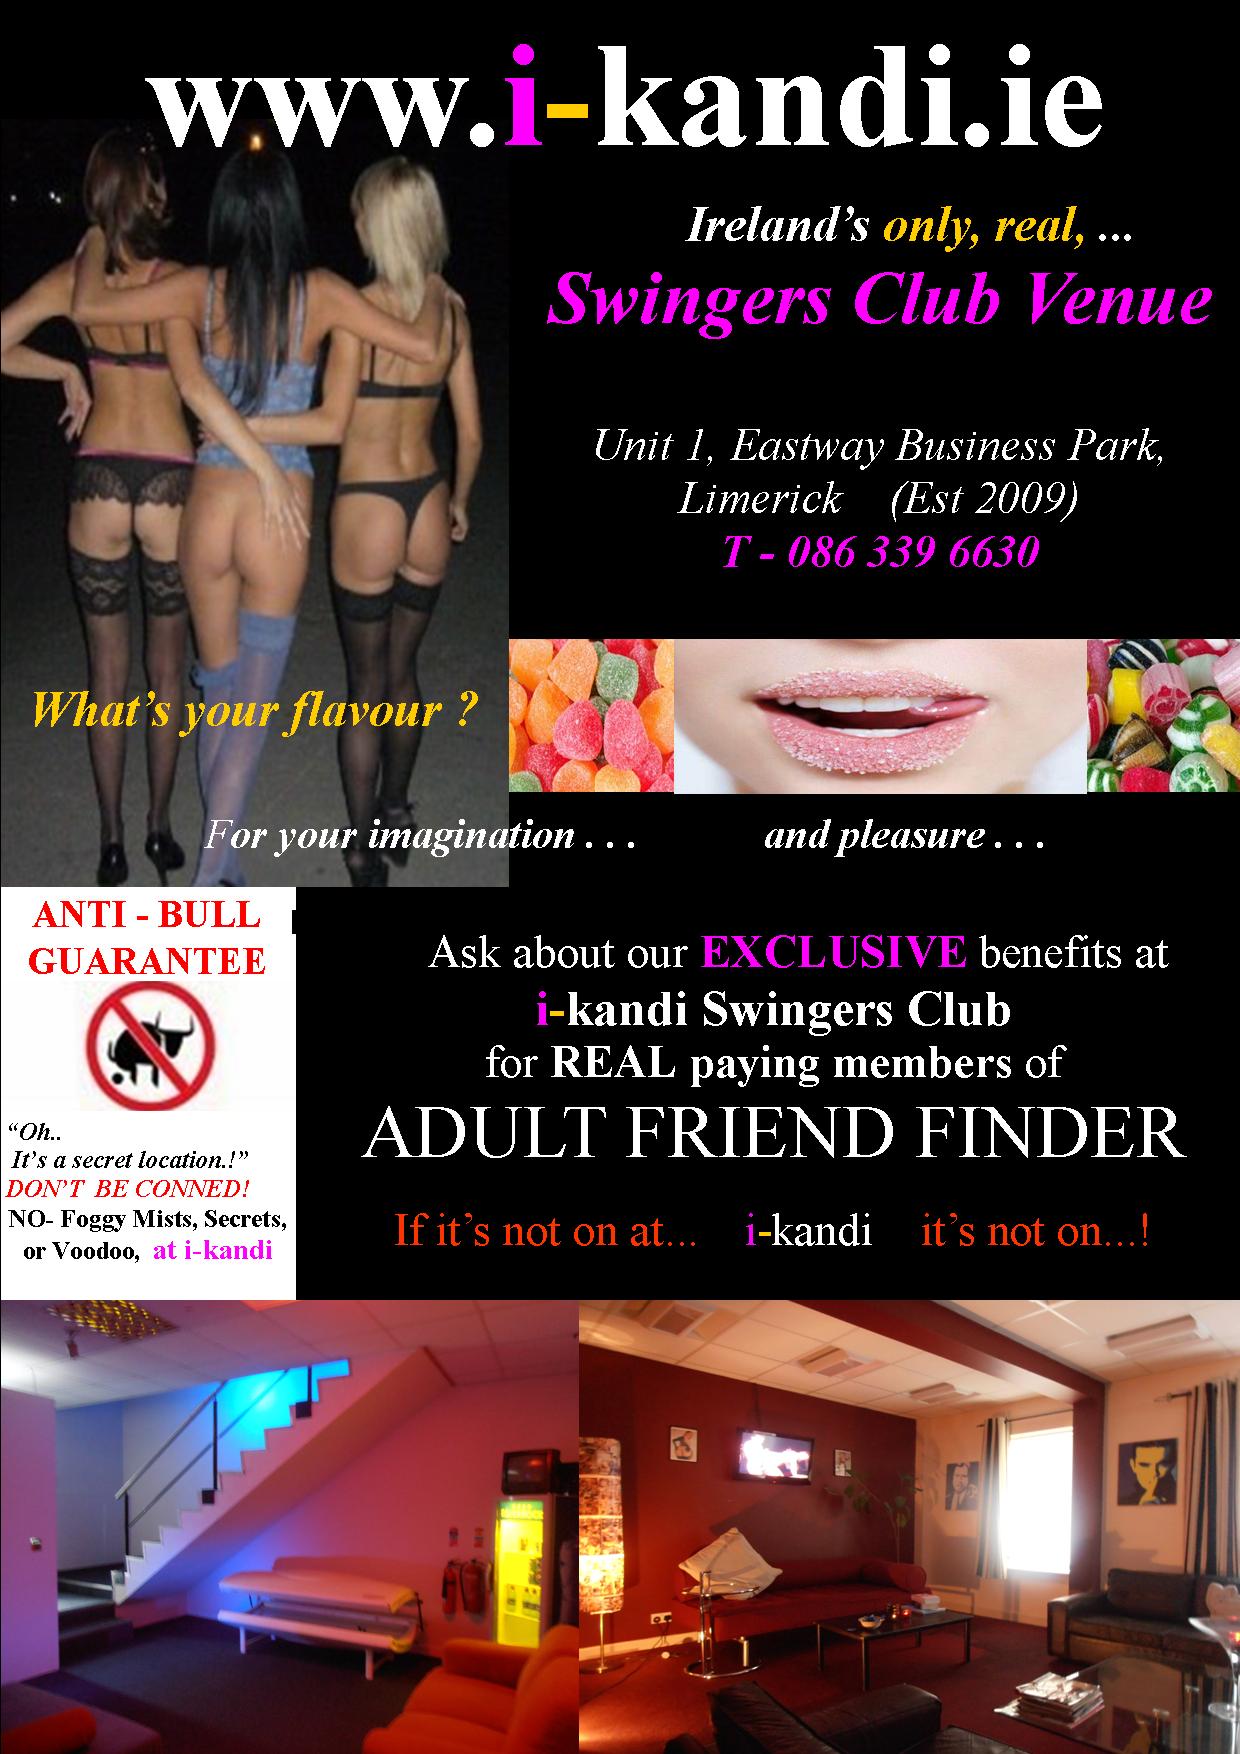 www.i-kandi.ie
Ireland’s only, real, ...
Swingers Club Venue
Unit 1, Eastway Business Park,
Limerick (Est 2009)
T - 086 339 6630
What’s your flavour ?
For your imagination . . . and pleasure . . .
ANTI - BULL
GUARANTEE
“Oh..
It’s a secret location.!”
DON’T BE CONNED!
NO- Foggy Mists, Secrets,
or Voodoo, at i-kandi
Ask about our EXCLUSIVE benefits at
i-kandi Swingers Club
for REAL paying members of
ADULT FRIEND FINDER
If it’s not on at... i-kandi it’s not on...!